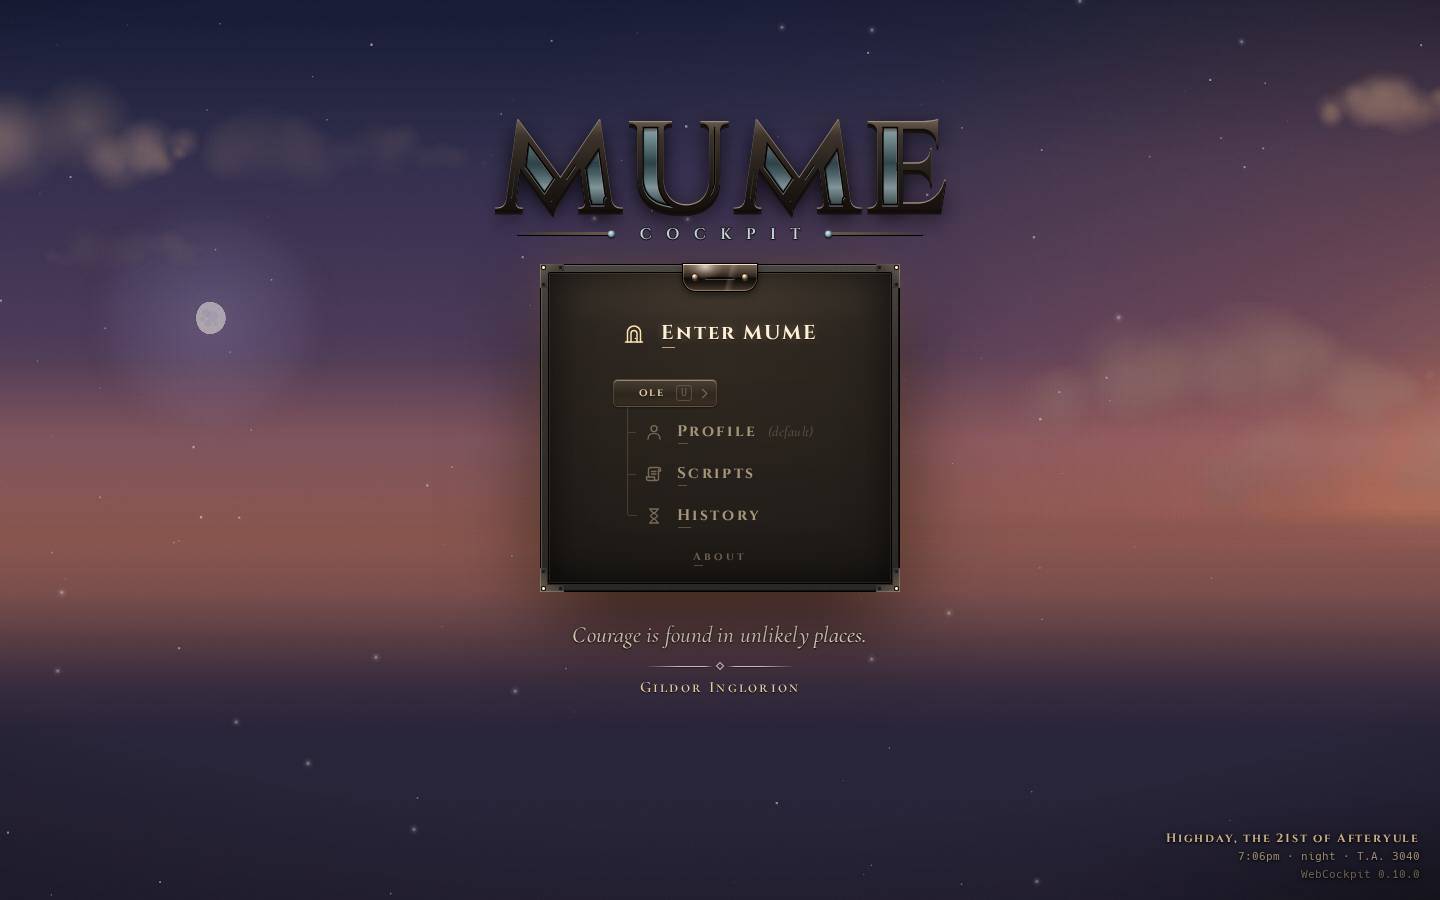 MUME
COCKPIT
Enter MUME
OLE U
Profile (default)
Scripts
History
About
Courage is found in unlikely places.
Gildor Inglorion
Highday, the 21st of Afteryule
7:06pm · night · T.A. 3040
WebCockpit 0.10.0